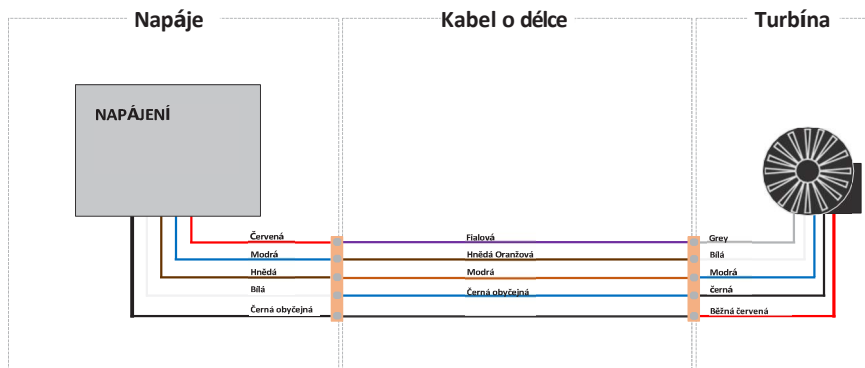 Napáje
Kabel o délce
Turbína
NAPÁJENÍ
Červená
Fialová
Grey
Modrá
Hnědá Oranžová
Bílá
Hnědá
Modrá
Modrá
Bílá
Černá obyčejná
černá
Černá obyčejná
Běžná červená